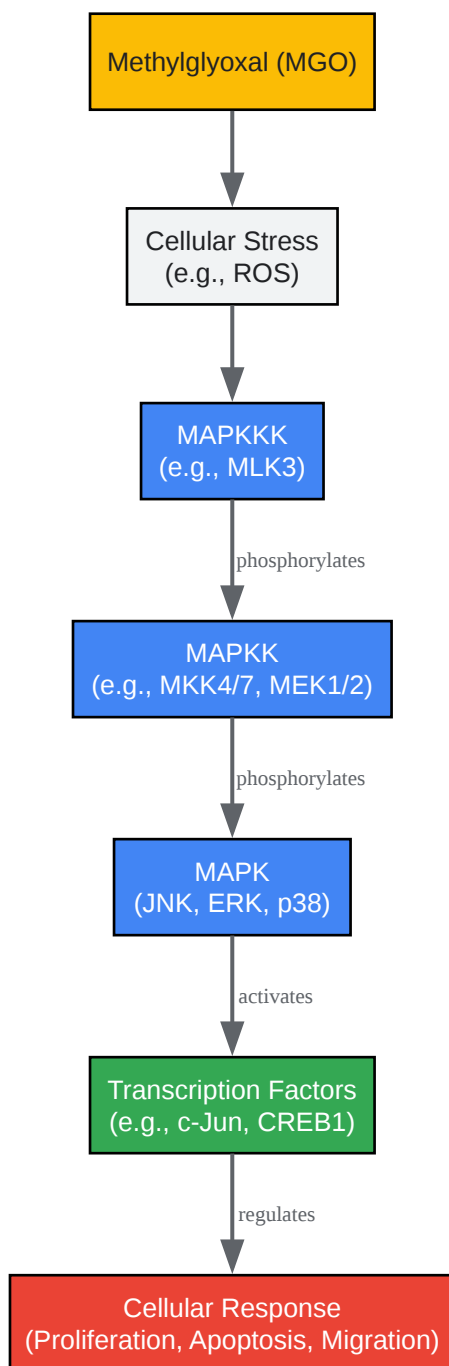 Methylglyoxal (MGO)
Cellular Stress
(e.g., ROS)
MAPKKK
(e.g., MLK3)
phosphorylates
MAPKK
(e.g., MKK4/7, MEK1/2)
phosphorylates
MAPK
(JNK, ERK, p38)
activates
Transcription Factors
(e.g., c-Jun, CREB1)
regulates
Cellular Response
(Proliferation, Apoptosis, Migration)